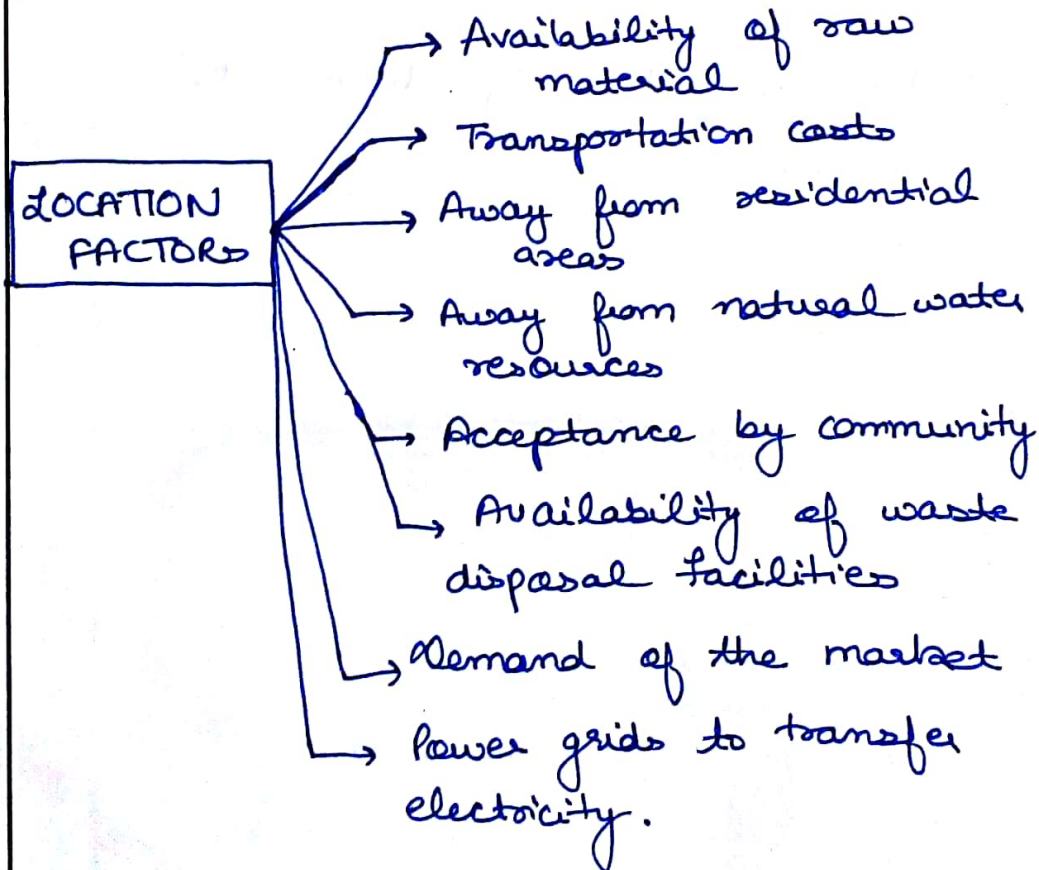 LOCATION
FACTORS
Availability of raw
material
Transportation costs
Away from residential
areas
Away from natural water
resources
Acceptance by community
Availability of waste
disposal facilities
Demand of the market
Power grids to transfer
electricity.